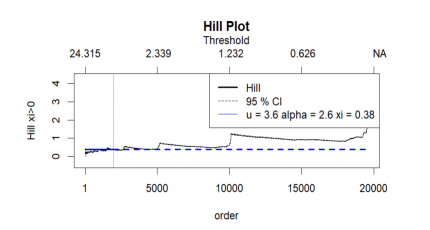 Hill Plot
Threshold
24.315 2.339 1.232 0.626 NA
Hill
95 % CI
u = 3.6 alpha = 2.6 xi = 0.38
Hill xi>0
4
3
2
1
0
1 5000 10000 15000 20000
order